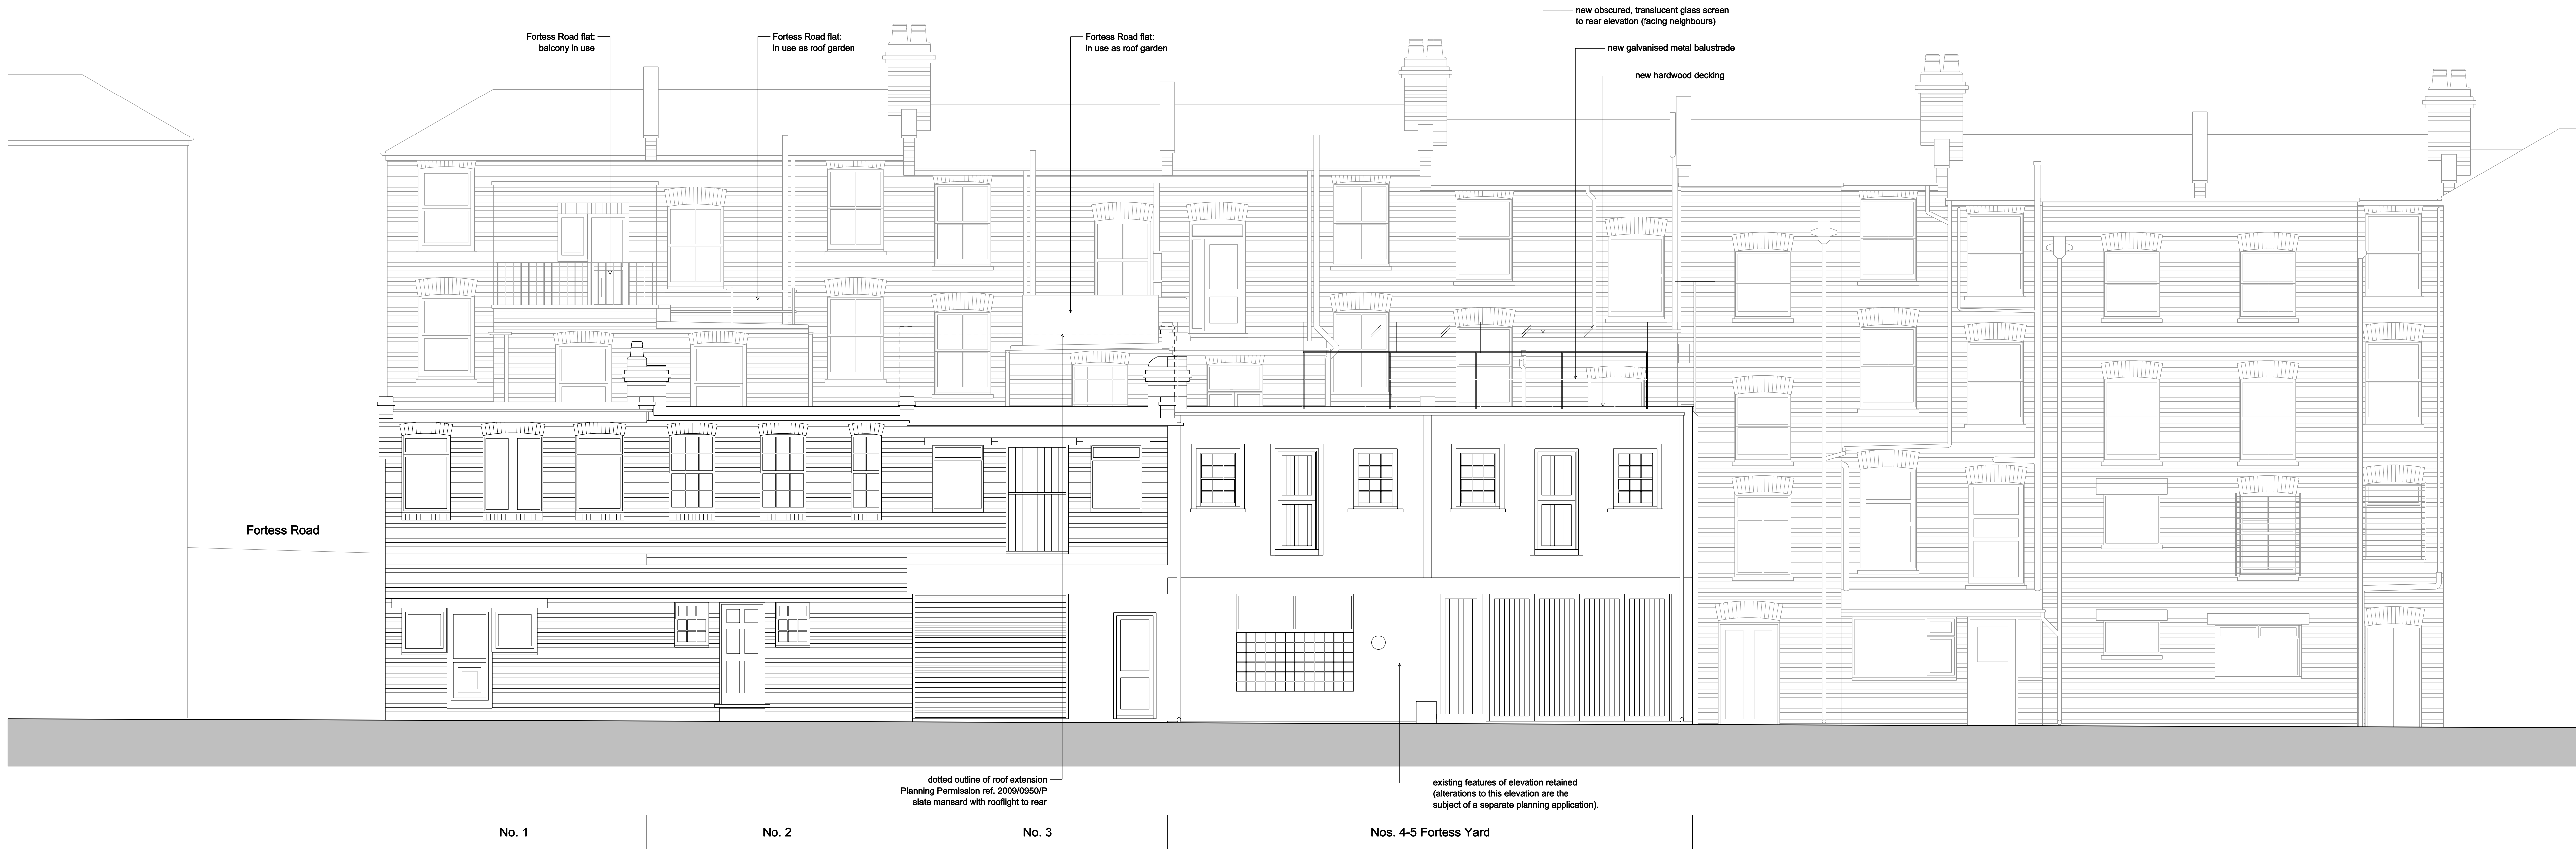 Fortess Road flat:
balcony in use
Fortess Road flat:
in use as roof garden
Fortess Road flat:
in use as roof garden
new obscured, translucent glass screen
to rear elevation (facing neighbours)
new galvanised metal balustrade
new hardwood decking
Fortess Road
dotted outline of roof extension
Planning Permission ref. 2009/0950/P
slate mansard with rooflight to rear
existing features of elevation retained
(alterations to this elevation are the
subject of a separate planning application).
No. 1
No. 2
No. 3
Nos. 4-5 Fortess Yard